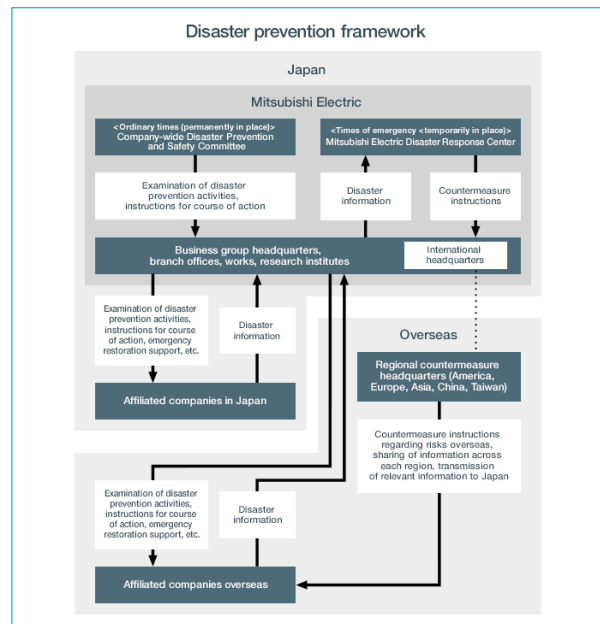 Disaster prevention framework
Japan
Mitsubishi Electric
<Ordinary times (permanently in place)>
Company-wide Disaster Prevention
and Safety Committee
<Times of emergency <temporarily in place]>
Mitsubishi Electric Disaster Response Center
Examination of disaster
prevention activities,
instructions for course of action
Disaster
information
Countermeasure
instructions
Business group headquarters,
branch offices, works, research institutes
International
headquarters
Examination of disaster
prevention activities,
instructions for course
of action, emergency
restoration support, etc.
Disaster
information
Affiliated companies in Japan
Overseas
Regional countermeasure
headquarters (America,
Europe, Asia, China, Taiwan)
Countermeasure instructions
regarding risks overseas,
sharing of information across
each region, transmission
of relevant information to Japan
Examination of disaster
prevention activities,
instructions for course
of action, emergency
restoration support, etc.
Disaster
information
Affiliated companies overseas